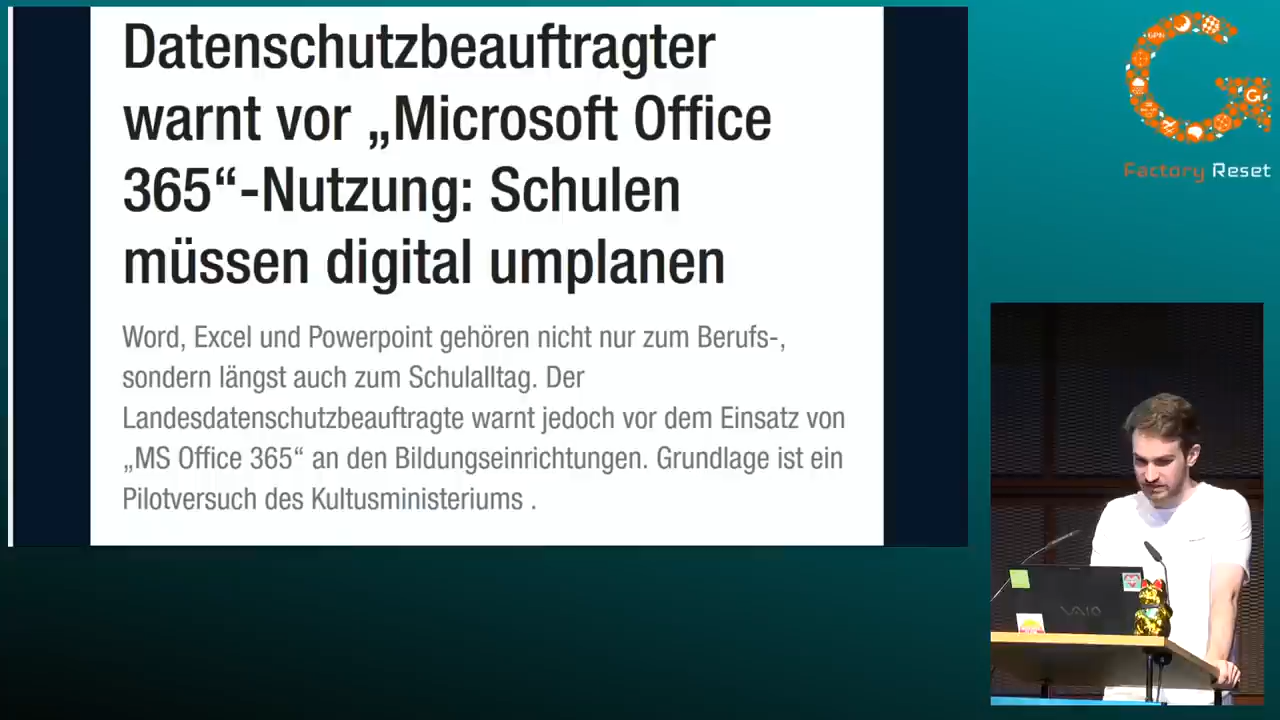 Datenschutzbeauftragter
warnt vor „Microsoft Office
365“-Nutzung: Schulen
müssen digital umplanen
Word, Excel und Powerpoint gehören nicht nur zum Berufs-,
sondern längst auch zum Schulalltag. Der
Landesdatenschutzbeauftragte warnt jedoch vor dem Einsatz von
„MS Office 365“ an den Bildungseinrichtungen. Grundlage ist ein
Pilotversuch des Kultusministeriums .
GPN
G
Factory Reset
VAIO